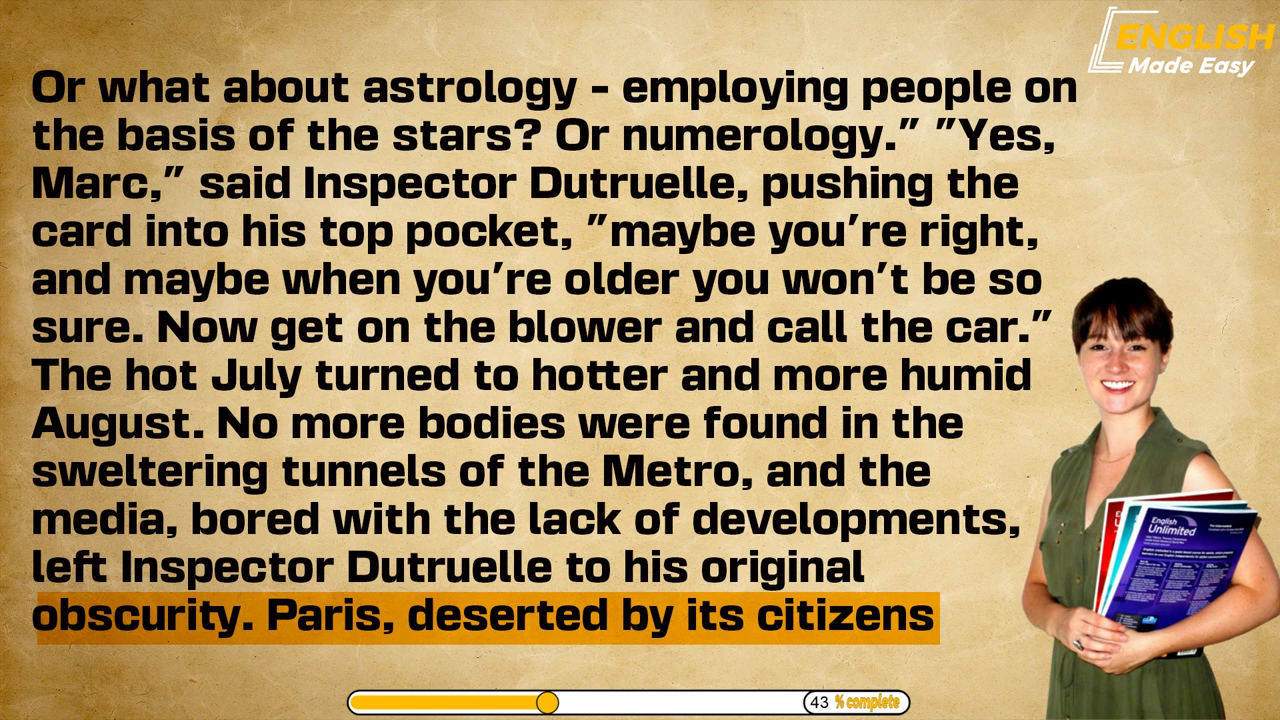 ENGLISH
Made Easy
Or what about astrology - employing people on
the basis of the stars? Or numerology.” ”Yes,
Marc,” said Inspector Dutruelle, pushing the
card into his top pocket, ”maybe you’re right,
and maybe when you’re older you won’t be so
sure. Now get on the blower and call the car.”
The hot July turned to hotter and more humid
August. No more bodies were found in the
sweltering tunnels of the Metro, and the
media, bored with the lack of developments,
left Inspector Dutruelle to his original
obscurity. Paris, deserted by its citizens
English
Unlimited
43 % complete